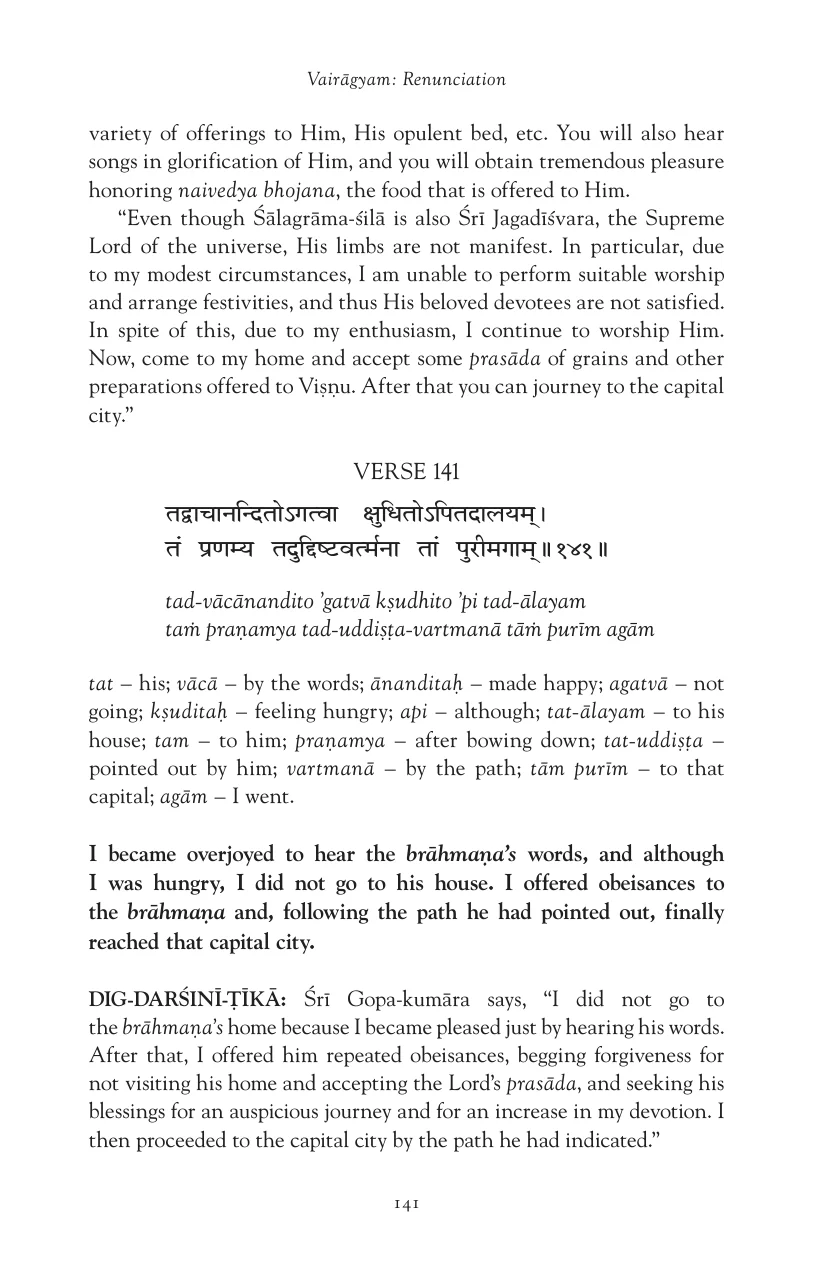 Vairāgyam: Renunciation
variety of offerings to Him, His opulent bed, etc. You will also hear
songs in glorification of Him, and you will obtain tremendous pleasure
honoring naivedya bhojana, the food that is offered to Him.
“Even though Śālagrāma-śilā is also Śrī Jagadīśvara, the Supreme
Lord of the universe, His limbs are not manifest. In particular, due
to my modest circumstances, I am unable to perform suitable worship
and arrange festivities, and thus His beloved devotees are not satisfied.
In spite of this, due to my enthusiasm, I continue to worship Him.
Now, come to my home and accept some prasāda of grains and other
preparations offered to Viṣṇu. After that you can journey to the capital
city.”
VERSE 141
तद्वाचानन्दितोऽगत्वा क्षुधितोऽपितदालयम्।
तं प्रणम्य तदुद्दिष्टवर्त्मना तां पुरीमगाम्॥१४१॥
tad-vācānandito ’gatvā kṣudhito ’pi tad-ālayam
taṁ praṇamya tad-uddiṣṭa-vartmanā tāṁ purīm agām
tat – his; vācā – by the words; ānanditaḥ – made happy; agatvā – not
going; kṣuditaḥ – feeling hungry; api – although; tat-ālayam – to his
house; tam – to him; praṇamya – after bowing down; tat-uddiṣṭa –
pointed out by him; vartmanā – by the path; tām purīm – to that
capital; agām – I went.
I became overjoyed to hear the brāhmaṇa’s words, and although
I was hungry, I did not go to his house. I offered obeisances to
the brāhmaṇa and, following the path he had pointed out, finally
reached that capital city.
DIG-DARŚINĪ-ṬĪKĀ: Śrī Gopa-kumāra says, “I did not go to
the brāhmaṇa’s home because I became pleased just by hearing his words.
After that, I offered him repeated obeisances, begging forgiveness for
not visiting his home and accepting the Lord’s prasāda, and seeking his
blessings for an auspicious journey and for an increase in my devotion. I
then proceeded to the capital city by the path he had indicated.”
141